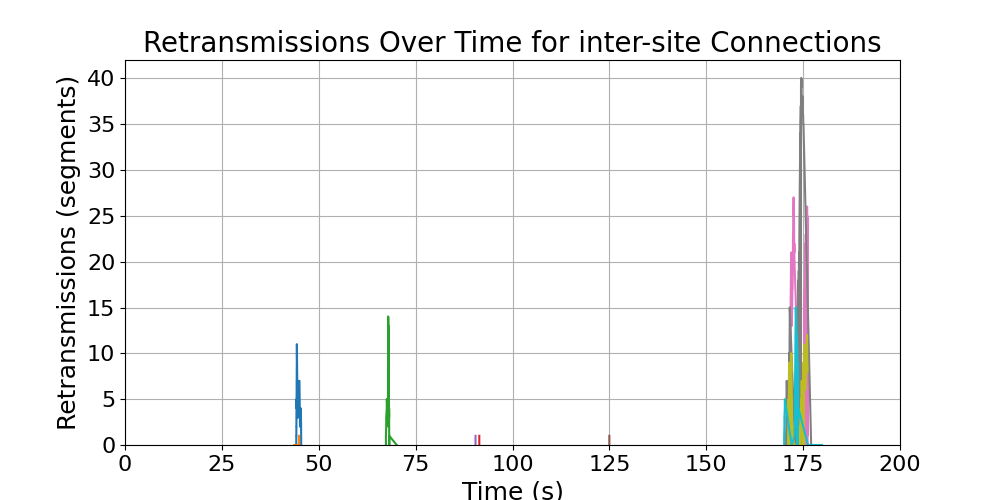 Retransmissions Over Time for inter-site Connections
Retransmissions (segments)
40
35
30
25
20
15
10
5
0
0 25 50 75 100 125 150 175 200
Time (s)